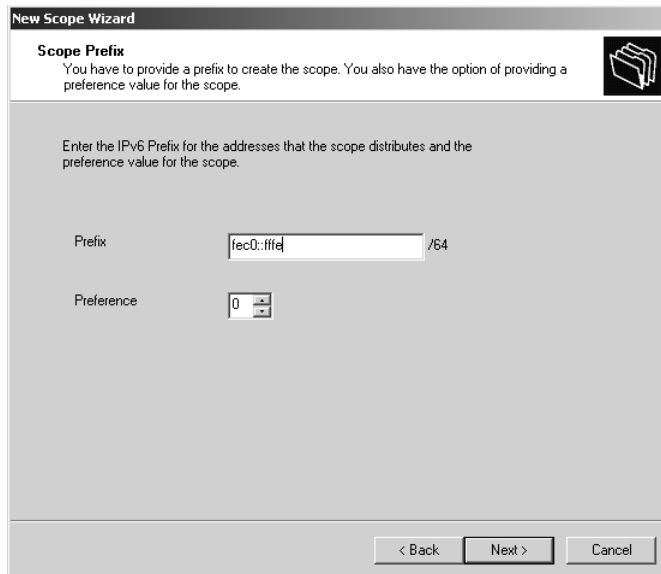 New Scope Wizard
Scope Prefix
You have to provide a prefix to create the scope. You also have the option of providing a
preference value for the scope.
Enter the IPv6 Prefix for the addresses that the scope distributes and the
preference value for the scope.
Prefix fec0::fffe /64
Preference 0
< Back Next > Cancel